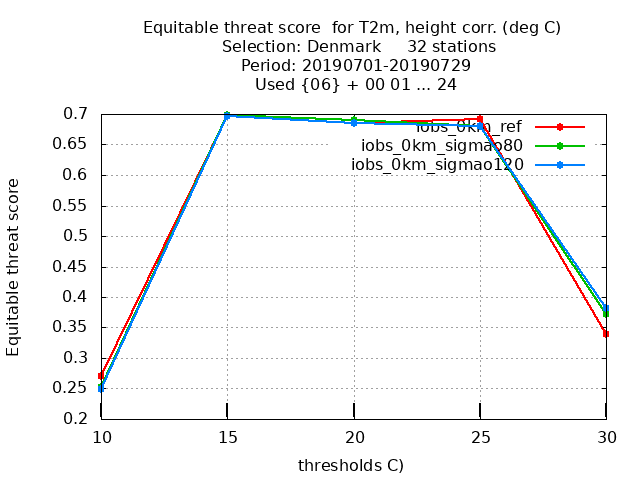 Equitable threat score  for T2m, height corr. (deg C)
Selection: Denmark     32 stations
Period: 20190701-20190729
Used {06} + 00 01 ... 24
Equitable threat score
0.7
0.65
0.6
0.55
0.5
0.45
0.4
0.35
0.3
0.25
0.2
iobs_0km_ref
iobs_0km_sigmao80
iobs_0km_sigmao120
10 15 20 25 30
thresholds C)